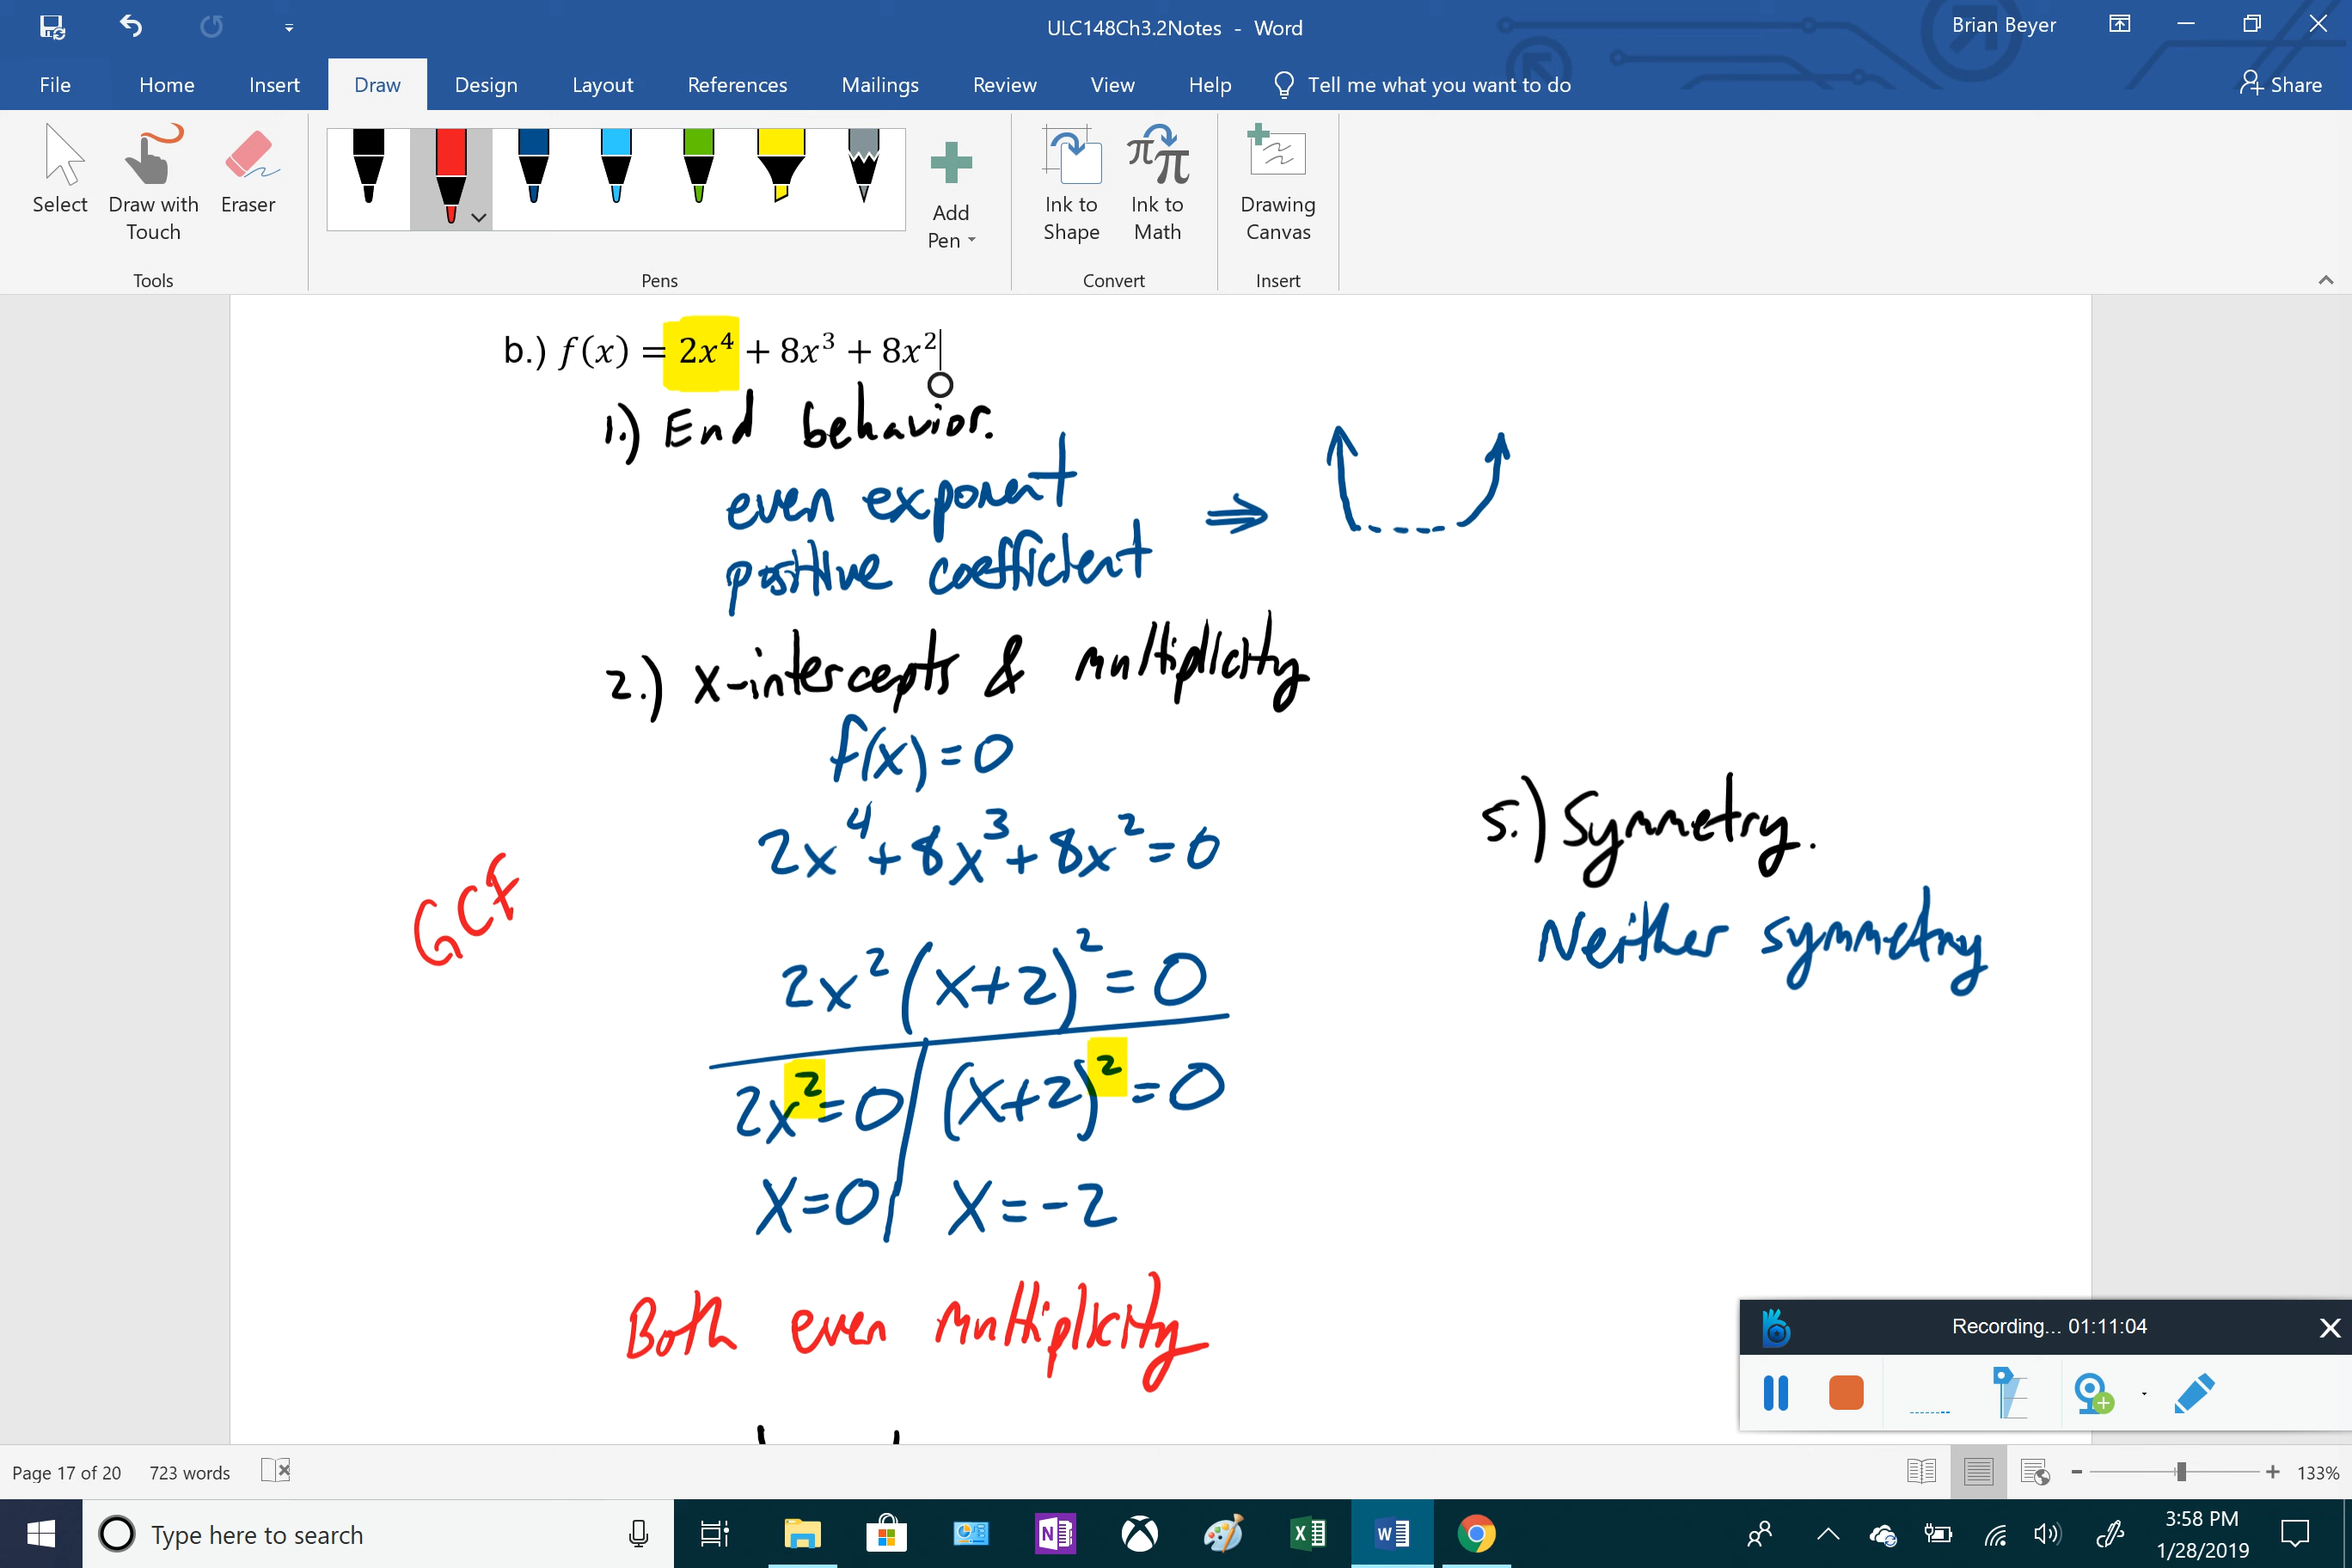 ULC148Ch3.2Notes - Word
Brian Beyer
File Home Insert Draw Design Layout References Mailings Review View Help Tell me what you want to do Share
Select Draw with Touch Eraser
Add Pen
Ink to Shape Ink to Math
Drawing Canvas
Tools Pens Convert Insert
b.) f(x) = 2x⁴ + 8x³ + 8x²
1.) End behavior.
even exponent ⇒
positive coefficient
2.) x-intercepts & multiplicity
f(x)=0
2x⁴+8x³+8x²=0
GCF
2x²(x+2)²=0
2x²=0 (x+2)²=0
x=0 x=-2
Both even multiplicity
5.) Symmetry.
Neither symmetry
Recording... 01:11:04
Page 17 of 20 723 words
133%
Type here to search
3:58 PM
1/28/2019